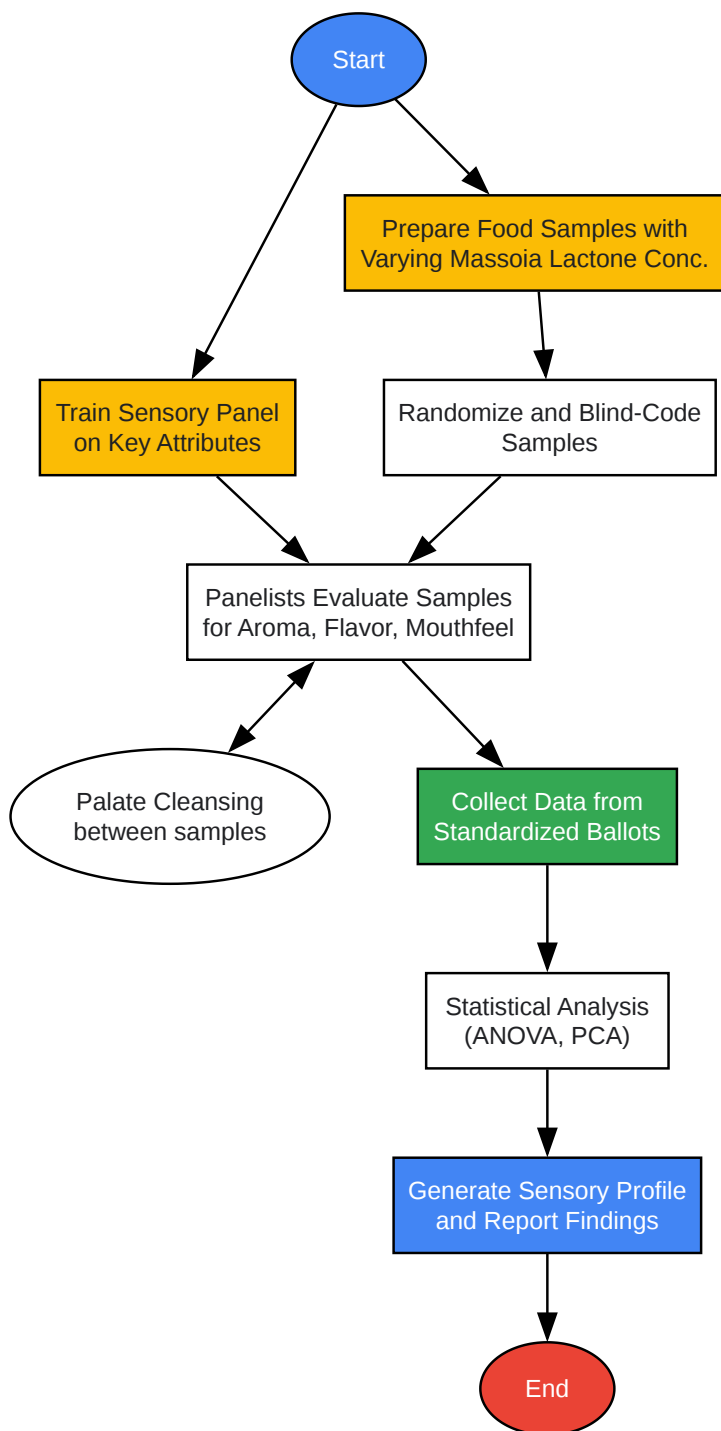 Start
Prepare Food Samples with
Varying Massoia Lactone Conc.
Train Sensory Panel
on Key Attributes
Randomize and Blind-Code
Samples
Panelists Evaluate Samples
for Aroma, Flavor, Mouthfeel
Palate Cleansing
between samples
Collect Data from
Standardized Ballots
Statistical Analysis
(ANOVA, PCA)
Generate Sensory Profile
and Report Findings
End